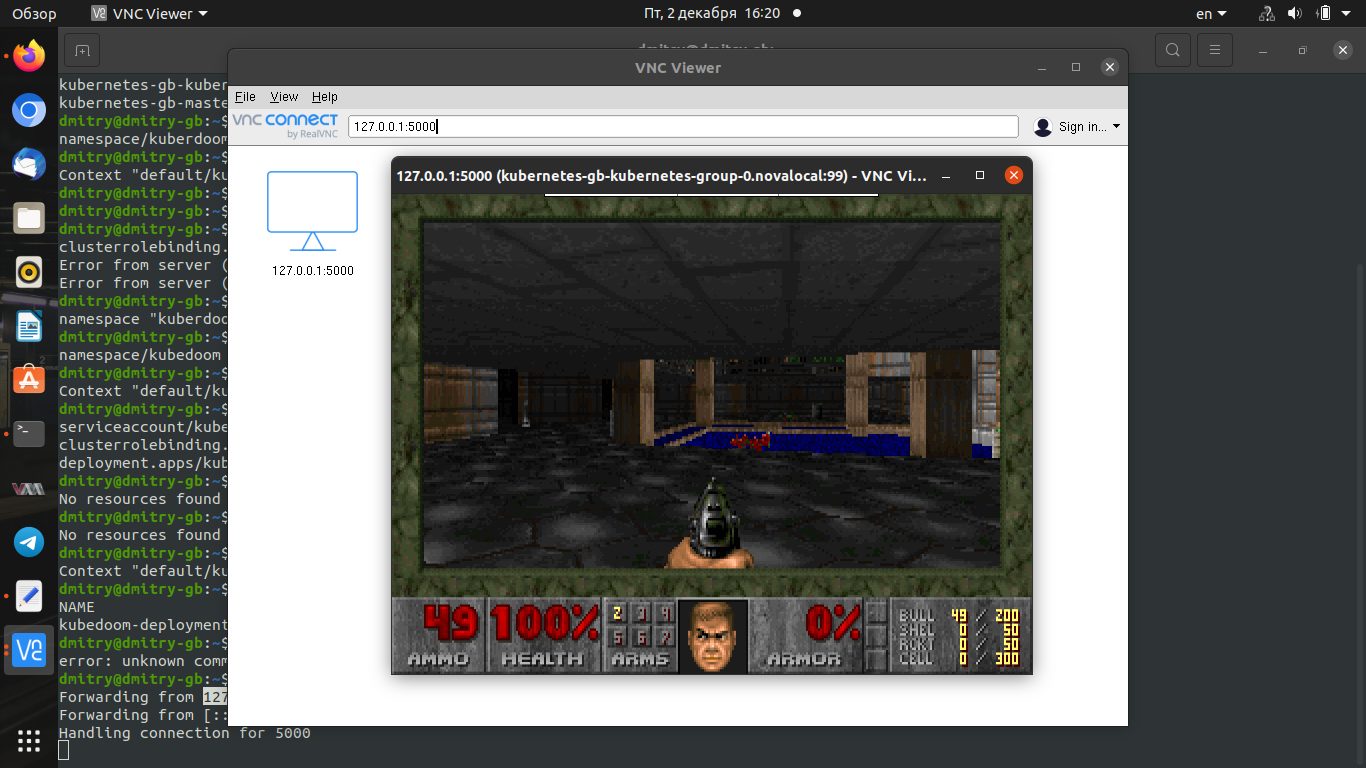 Обзор
VNC Viewer
Пт, 2 декабря 16:20
en
VNC Viewer
File View Help
VNC CONNECT
by RealVNC
127.0.0.1:5000
Sign in...
127.0.0.1:5000
127.0.0.1:5000 (kubernetes-gb-kubernetes-group-0.novalocal:99) - VNC Vi...
49 100% 2 3 4 5 6 7 0%
AMMO HEALTH ARMS ARMOR
BULL 49 / 200
SHEL 0 / 50
RCKT 0 / 50
CELL 0 / 300
kubernetes-gb-kuber
kubernetes-gb-maste
dmitry@dmitry-gb:~$
namespace/kuberdoom
dmitry@dmitry-gb:~$
Context "default/ku
dmitry@dmitry-gb:~$
dmitry@dmitry-gb:~$
dmitry@dmitry-gb:~$
clusterrolebinding.
Error from server (
Error from server (
dmitry@dmitry-gb:~$
namespace "kuberdoo
dmitry@dmitry-gb:~$
namespace/kubedoom
dmitry@dmitry-gb:~$
Context "default/ku
dmitry@dmitry-gb:~$
serviceaccount/kube
clusterrolebinding.
deployment.apps/kub
dmitry@dmitry-gb:~$
No resources found
dmitry@dmitry-gb:~$
No resources found
dmitry@dmitry-gb:~$
Context "default/ku
dmitry@dmitry-gb:~$
NAME
kubedoom-deployment
dmitry@dmitry-gb:~$
error: unknown comm
dmitry@dmitry-gb:~$
Forwarding from 127
Forwarding from [::
Handling connection for 5000